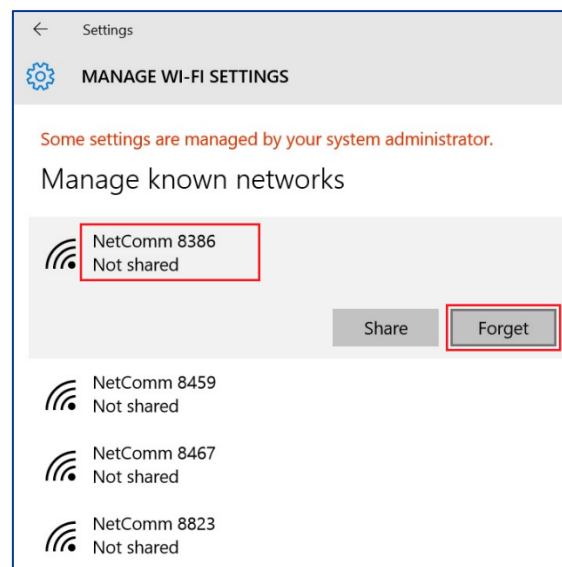 Settings
MANAGE WI-FI SETTINGS
Some settings are managed by your system administrator.
Manage known networks
NetComm 8386
Not shared
Share Forget
NetComm 8459
Not shared
NetComm 8467
Not shared
NetComm 8823
Not shared